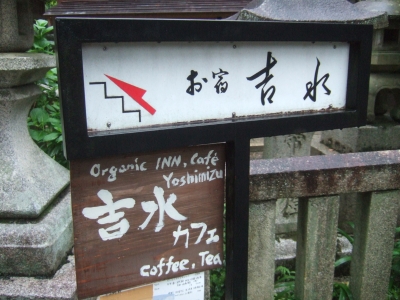 お宿 吉水
Organic INN, Café
Yoshimizu
吉水
カフェ
coffee, Tea